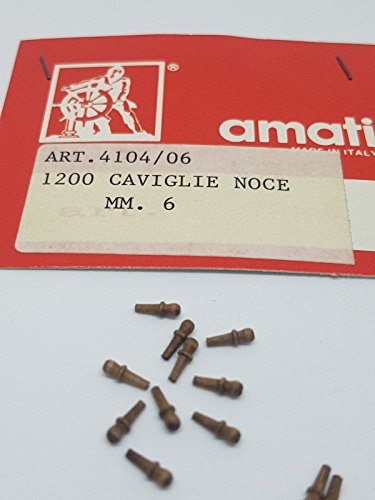 ®
amati
MADE IN ITALY
ART.4104/06
1200 CAVIGLIE NOCE
MM. 6